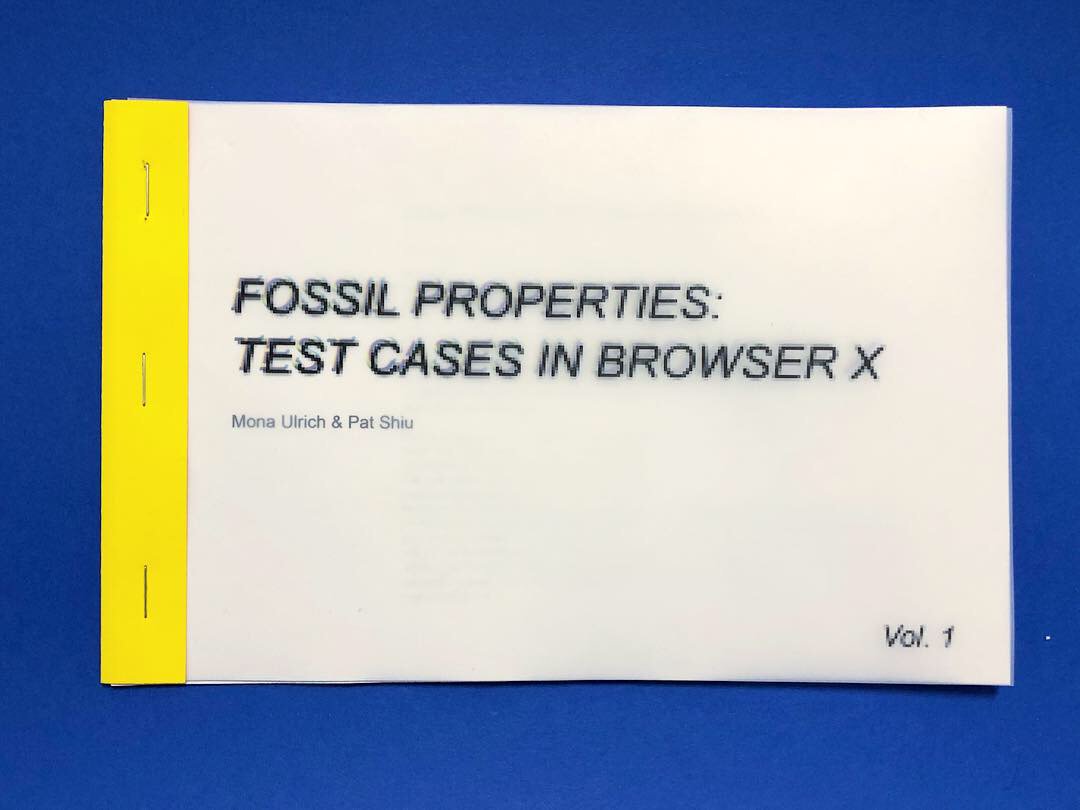 FOSSIL PROPERTIES:
TEST CASES IN BROWSER X
Mona Ulrich & Pat Shiu
Vol. 1